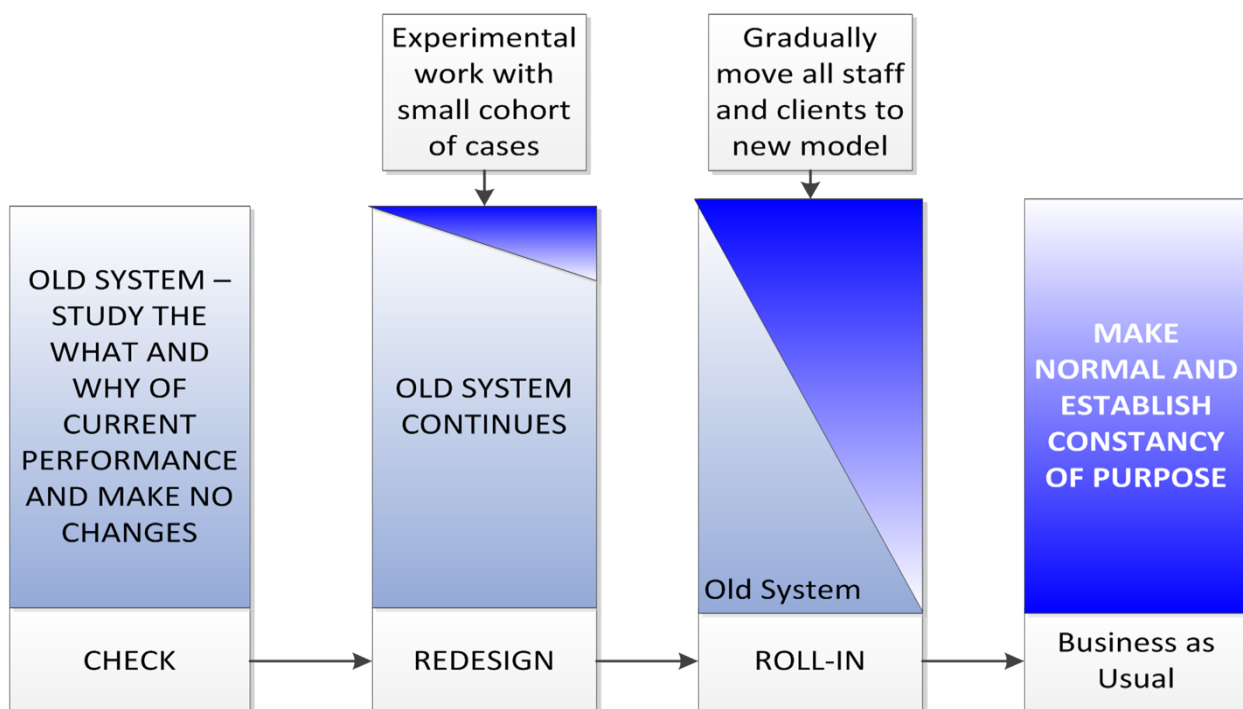 Experimental
work with
small cohort
of cases
Gradually
move all staff
and clients to
new model
OLD SYSTEM –
STUDY THE
WHAT AND
WHY OF
CURRENT
PERFORMANCE
AND MAKE NO
CHANGES
OLD SYSTEM
CONTINUES
Old System
MAKE
NORMAL AND
ESTABLISH
CONSTANCY
OF PURPOSE
CHECK
REDESIGN
ROLL-IN
Business as
Usual